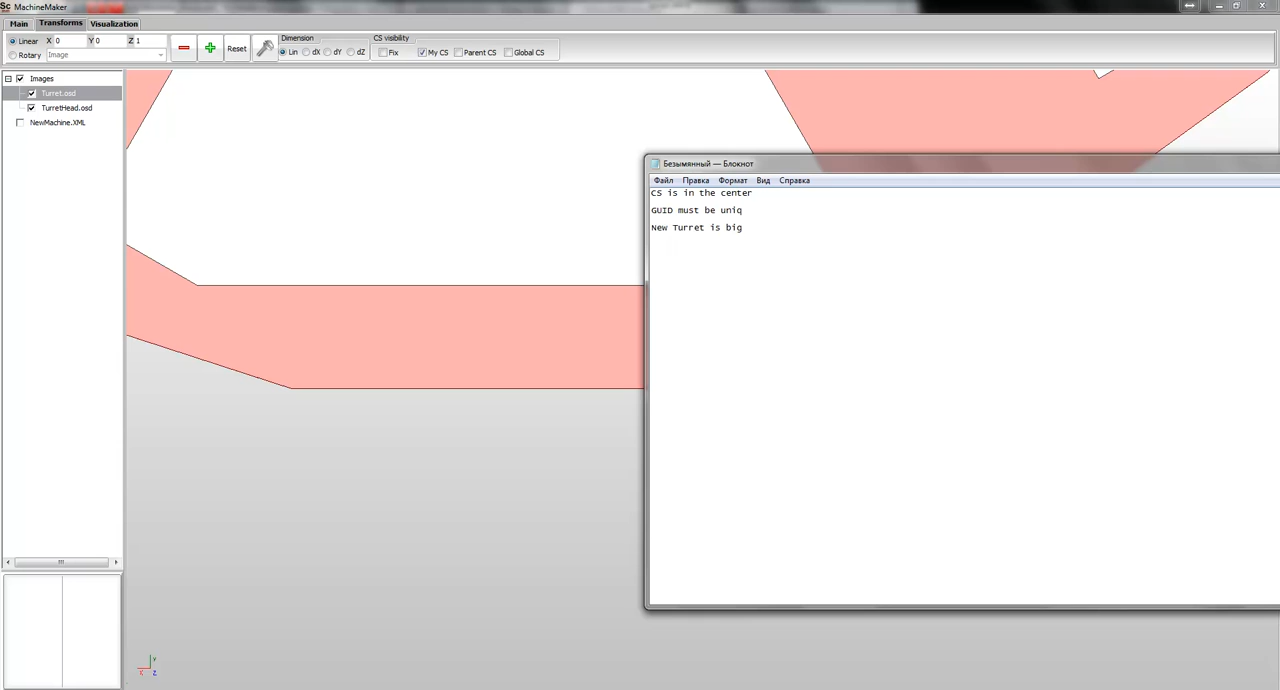 MachineMaker
Main Transforms Visualization
Linear X 0 Y 0 Z 1
Rotary Image
Reset
Dimension
Lin dX dY dZ
CS visibility
Fix My CS Parent CS Global CS
Images
Turret.osd
TurretHead.osd
NewMachine.XML
Безымянный — Блокнот
Файл Правка Формат Вид Справка
CS is in the center
GUID must be uniq
New Turret is big
Y
X Z